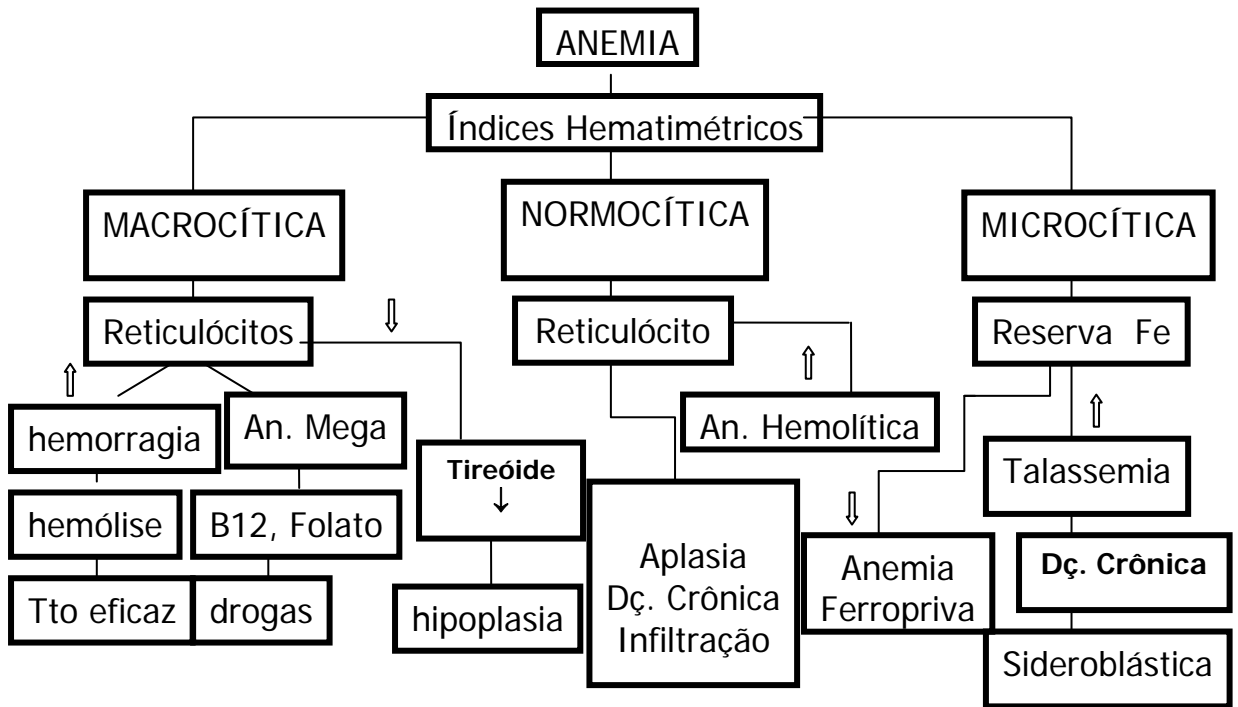 ANEMIA
Índices Hematimétricos
MACROCÍTICA
NORMOCÍTICA
MICROCÍTICA
⇓
Reticulócitos
Reticulócito
Reserva Fe
⇑
⇑
⇑
hemorragia
An. Mega
An. Hemolítica
Tireóide
↓
Talassemia
hemólise
B12, Folato
⇓
Aplasia
Dç. Crônica
Infiltração
Anemia
Ferropriva
Dç. Crônica
Tto eficaz
drogas
hipoplasia
Sideroblástica